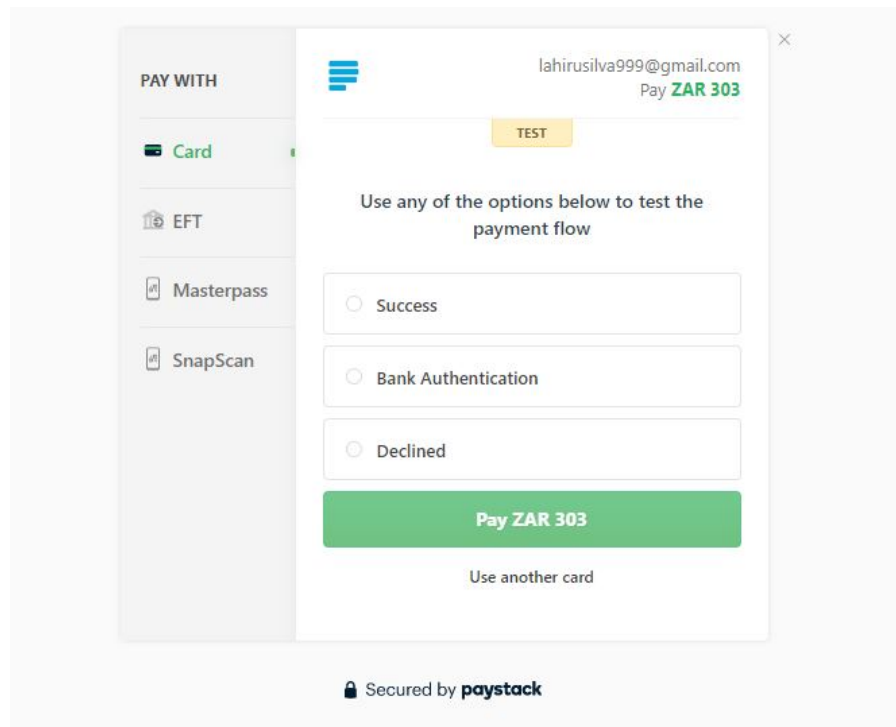 PAY WITH
Card
EFT
Masterpass
SnapScan
lahirusilva999@gmail.com
Pay ZAR 303
TEST
Use any of the options below to test the
payment flow
Success
Bank Authentication
Declined
Pay ZAR 303
Use another card
Secured by paystack